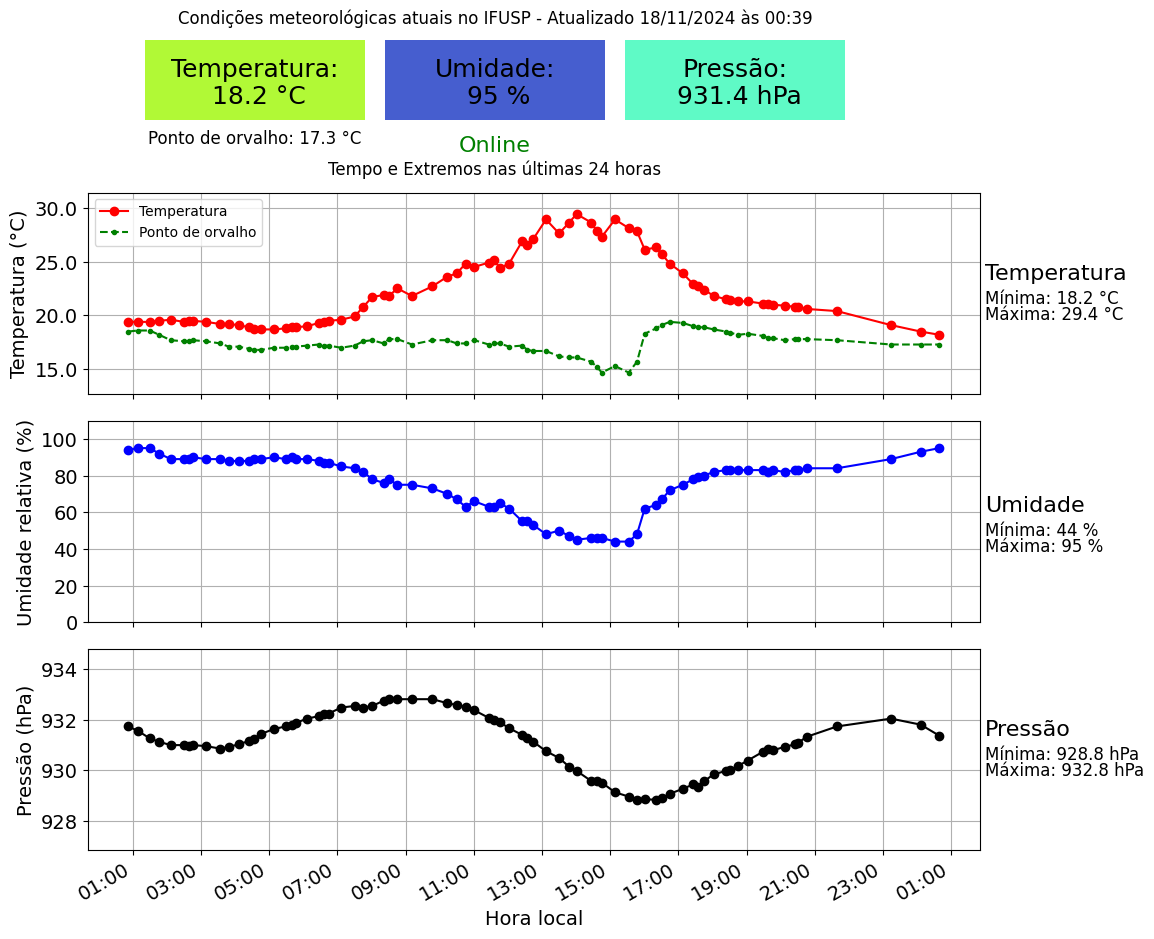 Condições meteorológicas atuais no IFUSP - Atualizado 18/11/2024 às 00:39
Temperatura:
18.2 °C
Umidade:
95 %
Pressão:
931.4 hPa
Ponto de orvalho: 17.3 °C
Online
Tempo e Extremos nas últimas 24 horas
Temperatura (°C)
30.0
25.0
20.0
15.0
Temperatura
Ponto de orvalho
Temperatura
Mínima: 18.2 °C
Máxima: 29.4 °C
Umidade relativa (%)
100
80
60
40
20
0
Umidade
Mínima: 44 %
Máxima: 95 %
Pressão (hPa)
934
932
930
928
Pressão
Mínima: 928.8 hPa
Máxima: 932.8 hPa
01:00 03:00 05:00 07:00 09:00 11:00 13:00 15:00 17:00 19:00 21:00 23:00 01:00
Hora local